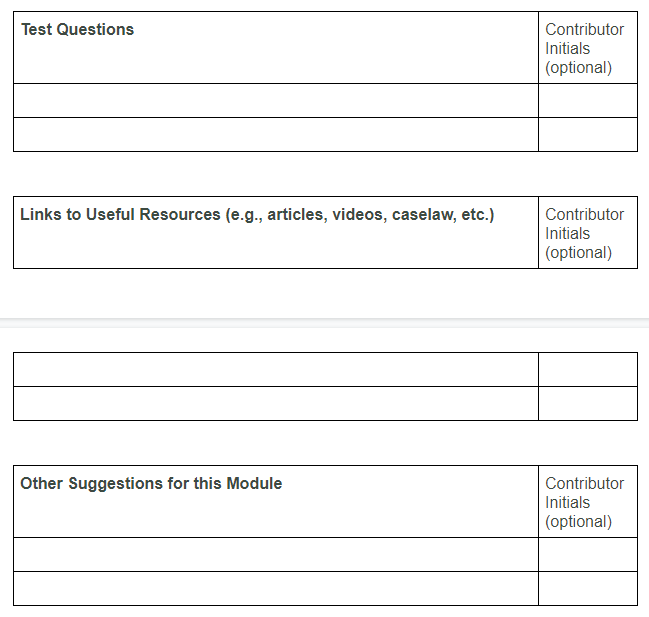 Test Questions
Contributor
Initials
(optional)
Links to Useful Resources (e.g., articles, videos, caselaw, etc.)
Contributor
Initials
(optional)
Other Suggestions for this Module
Contributor
Initials
(optional)